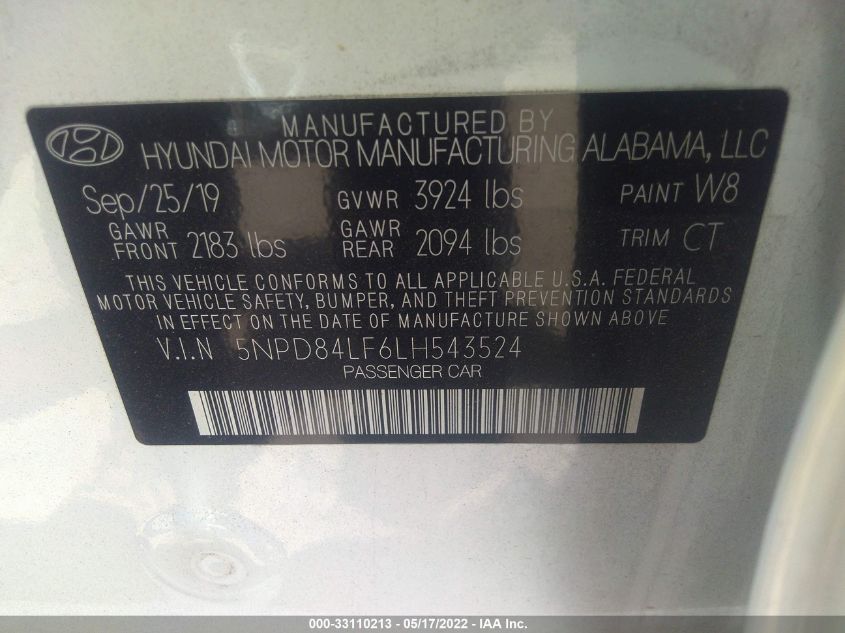 MANUFACTURED BY
HYUNDAI MOTOR MANUFACTURING ALABAMA, LLC
Sep/25/19 GVWR 3924 lbs PAINT W8
GAWR FRONT 2183 lbs GAWR REAR 2094 lbs TRIM CT
THIS VEHICLE CONFORMS TO ALL APPLICABLE U.S.A. FEDERAL
MOTOR VEHICLE SAFETY, BUMPER, AND THEFT PREVENTION STANDARDS
IN EFFECT ON THE DATE OF MANUFACTURE SHOWN ABOVE
V.I.N 5NPD84LF6LH543524
PASSENGER CAR
000-33110213 - 05/17/2022 - IAA Inc.